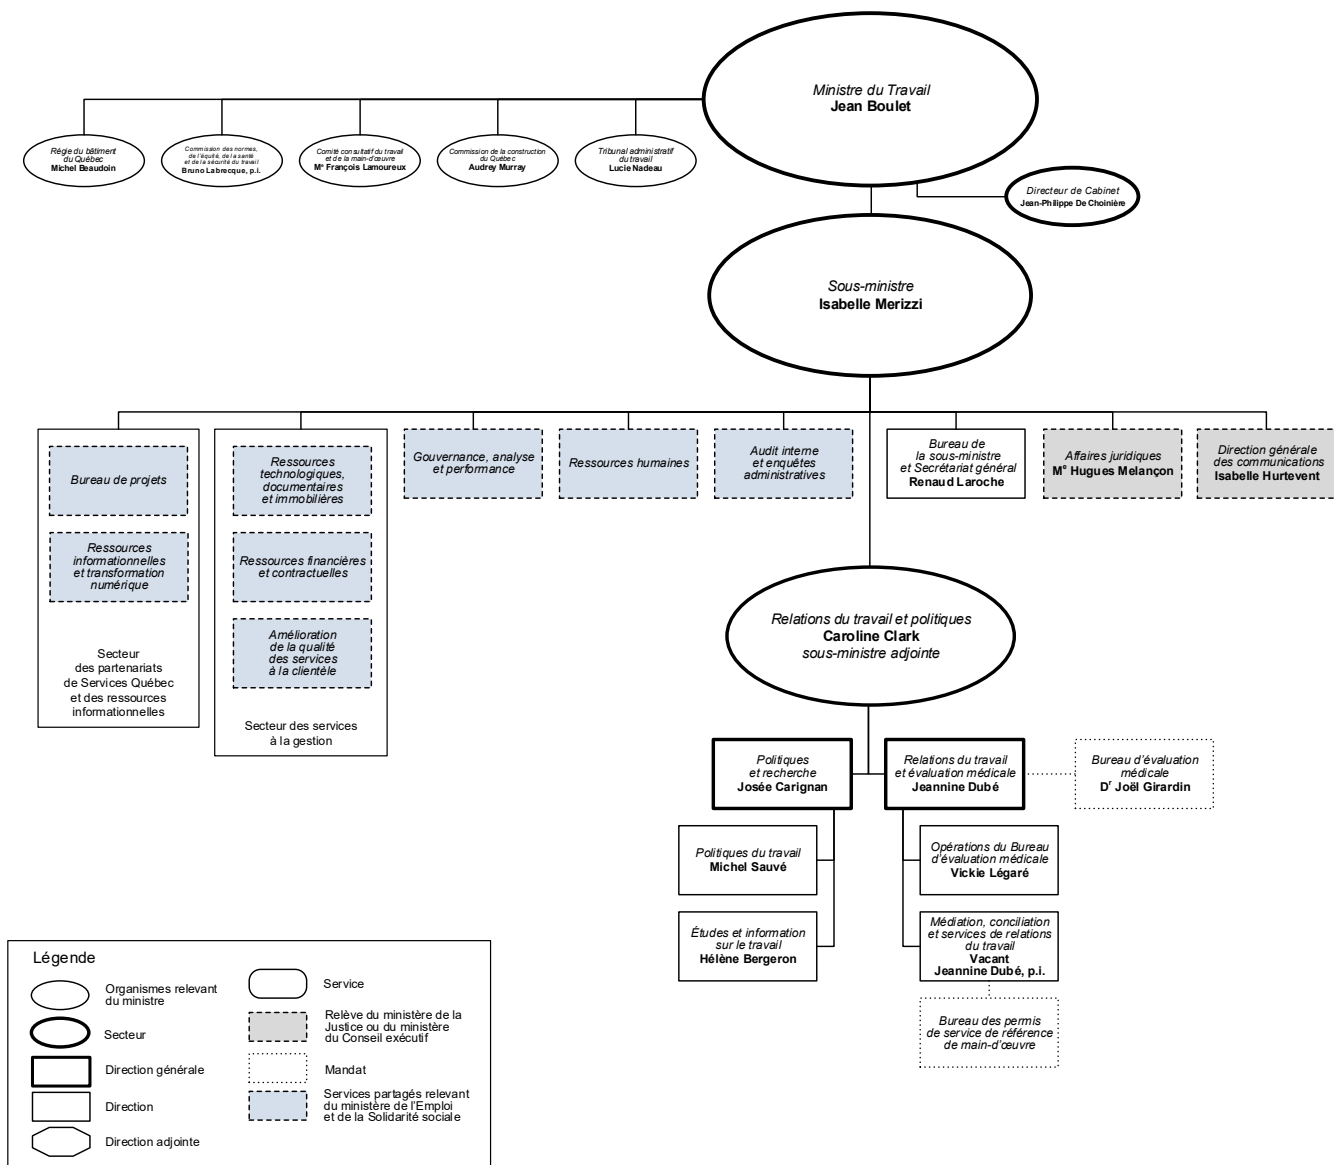 Ministre du Travail
Jean Boulet
Régie du bâtiment
du Québec
Michel Beaudoin
Commission des normes,
de l'équité, de la santé
et de la sécurité du travail
Bruno Labrecque, p.i.
Comité consultatif du travail
et de la main-d'œuvre
Me François Lamoureux
Commission de la construction
du Québec
Audrey Murray
Tribunal administratif
du travail
Lucie Nadeau
Directeur de Cabinet
Jean-Philippe De Choinière
Sous-ministre
Isabelle Merizzi
Bureau de projets
Ressources
informationnelles
et transformation
numérique
Secteur
des partenariats
de Services Québec
et des ressources
informationnelles
Ressources
technologiques,
documentaires
et immobilières
Ressources financières
et contractuelles
Amélioration
de la qualité
des services
à la clientèle
Secteur des services
à la gestion
Gouvernance, analyse
et performance
Ressources humaines
Audit interne
et enquêtes
administratives
Bureau de
la sous-ministre
et Secrétariat général
Renaud Laroche
Affaires juridiques
Me Hugues Melançon
Direction générale
des communications
Isabelle Hurtevent
Relations du travail et politiques
Caroline Clark
sous-ministre adjointe
Politiques
et recherche
Josée Carignan
Relations du travail
et évaluation médicale
Jeannine Dubé
Bureau d'évaluation
médicale
Dr Joël Girardin
Politiques du travail
Michel Sauvé
Opérations du Bureau
d'évaluation médicale
Vickie Légaré
Études et information
sur le travail
Hélène Bergeron
Médiation, conciliation
et services de relations
du travail
Vacant
Jeannine Dubé, p.i.
Bureau des permis
de service de référence
de main-d'œuvre
Légende
Organismes relevant
du ministre
Secteur
Direction générale
Direction
Direction adjointe
Service
Relève du ministère de la
Justice ou du ministère
du Conseil exécutif
Mandat
Services partagés relevant
du ministère de l'Emploi
et de la Solidarité sociale